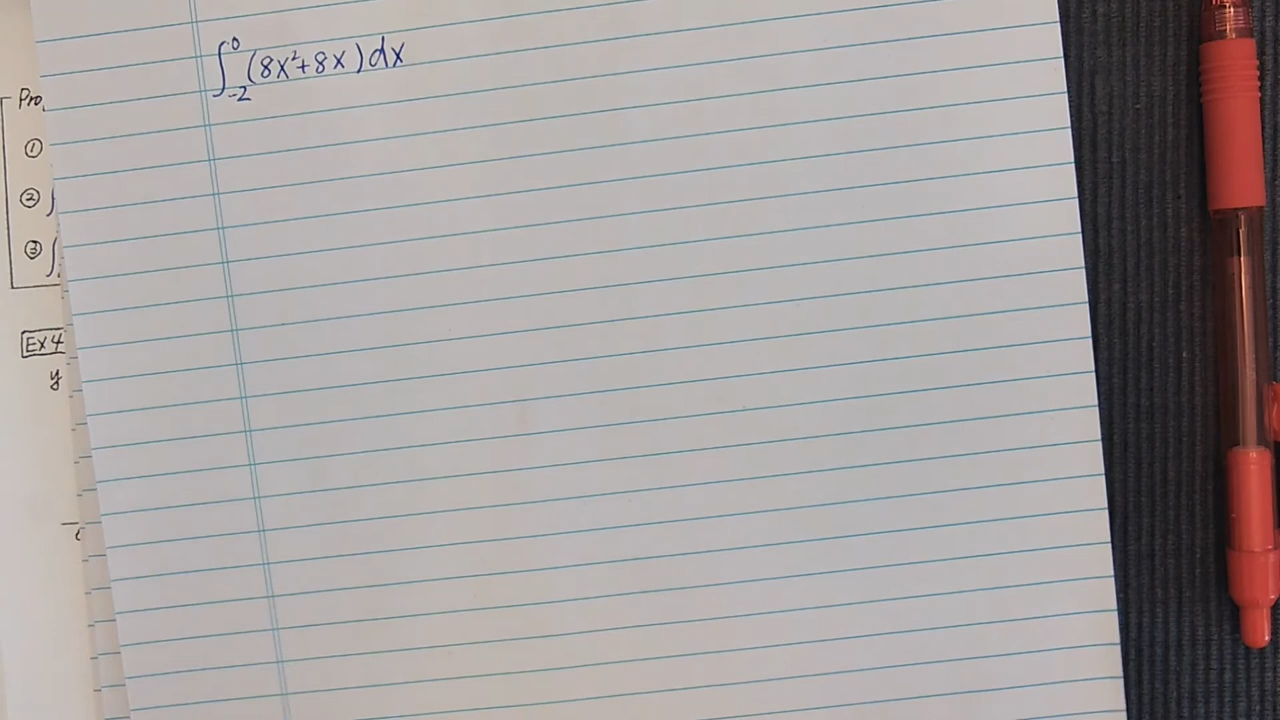 ∫₋₂⁰ (8x²+8x) dx
Pro
①
② ∫
③ ∫
EX4
y